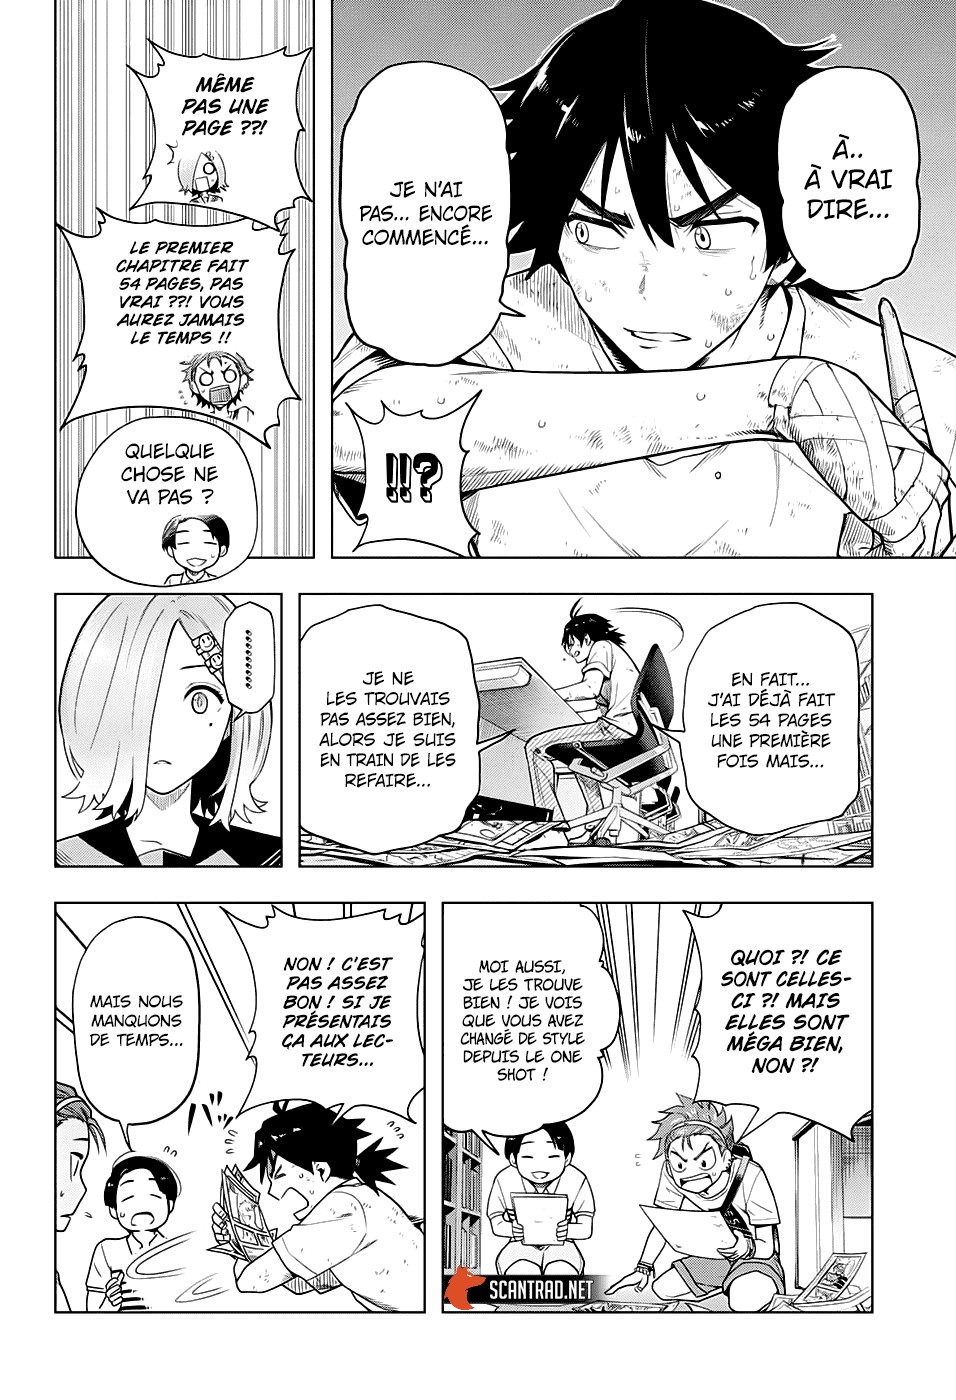 À..
À VRAI
DIRE...
JE N'AI
PAS... ENCORE
COMMENCÉ...
!!?
MÊME
PAS UNE
PAGE ??!
LE PREMIER
CHAPITRE FAIT
54 PAGES, PAS
VRAI ??! VOUS
AUREZ JAMAIS
LE TEMPS !!
QUELQUE
CHOSE NE
VA PAS ?
EN FAIT...
J'AI DÉJÀ FAIT
LES 54 PAGES
UNE PREMIÈRE
FOIS MAIS...
JE NE
LES TROUVAIS
PAS ASSEZ BIEN,
ALORS JE SUIS
EN TRAIN DE LES
REFAIRE...
.........
QUOI ?! CE
SONT CELLES-
CI ?! MAIS
ELLES SONT
MÉGA BIEN,
NON ?!
MOI AUSSI,
JE LES TROUVE
BIEN ! JE VOIS
QUE VOUS AVEZ
CHANGÉ DE STYLE
DEPUIS LE ONE
SHOT !
NON ! C'EST
PAS ASSEZ
BON ! SI JE
PRÉSENTAIS
ÇA AUX LEC-
TEURS...
MAIS NOUS
MANQUONS
DE TEMPS...
SCANTRAD.NET